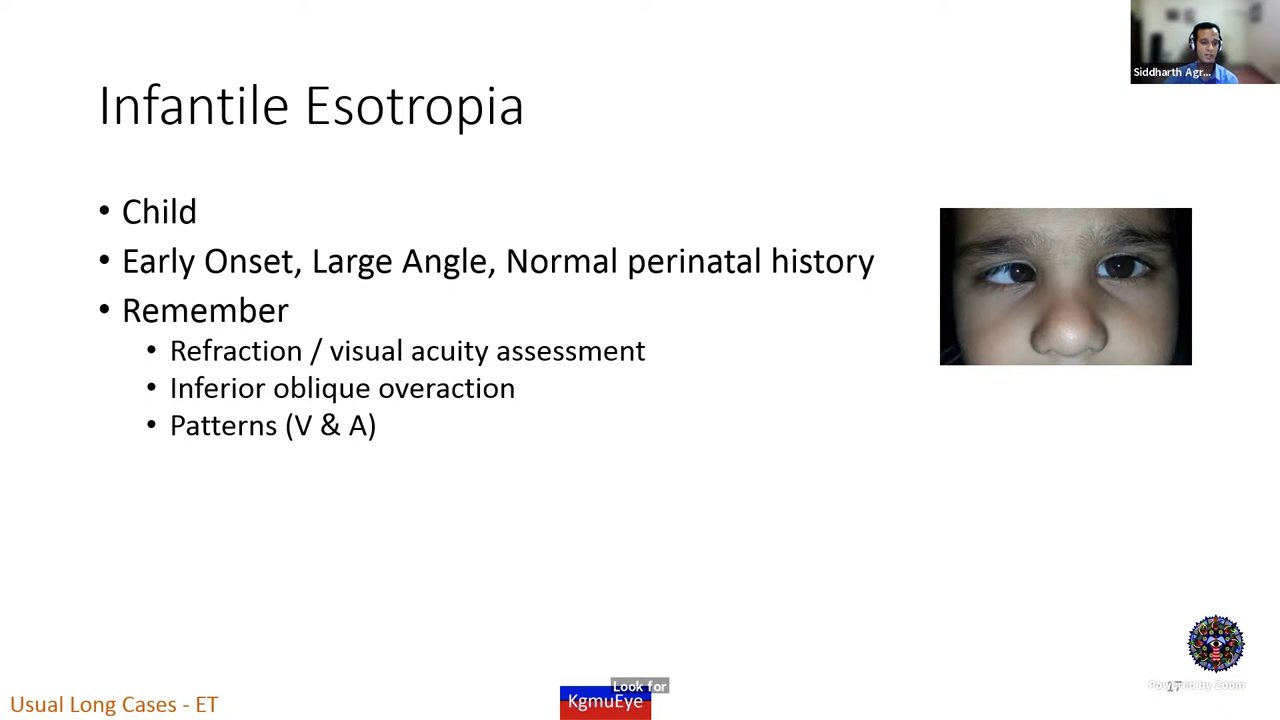 Siddharth Agr...
Infantile Esotropia
• Child
• Early Onset, Large Angle, Normal perinatal history
• Remember
• Refraction / visual acuity assessment
• Inferior oblique overaction
• Patterns (V & A)
Usual Long Cases - ET
Look for
KgmuEye
Powered by Zoom